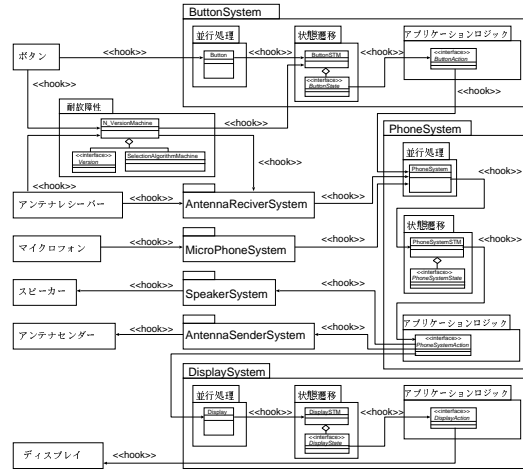 ButtonSystem
ボタン
<<hook>>
並行処理
Button
<<hook>>
状態遷移
ButtonSTM
<<interface>>
ButtonState
<<hook>>
アプリケーションロジック
<<interface>>
ButtonAction
<<hook>>
<<hook>>
<<hook>>
耐故障性
N_VersionMachine
<<interface>>
Version
SelectionAlgorithmMachine
<<hook>>
<<hook>>
PhoneSystem
並行処理
PhoneSystem
<<hook>>
アンテナレシーバー
<<hook>>
AntennaReciverSystem
<<hook>>
マイクロフォン
<<hook>>
MicroPhoneSystem
<<hook>>
状態遷移
PhoneSystemSTM
<<interface>>
PhoneSystemState
<<hook>>
スピーカー
<<hook>>
SpeakerSystem
<<hook>>
アンテナセンダー
<<hook>>
AntennaSenderSystem
<<hook>>
アプリケーションロジック
<<interface>>
PhoneSystemAction
<<hook>>
DisplaySystem
並行処理
Display
<<hook>>
状態遷移
DisplaySTM
<<interface>>
DisplayState
<<hook>>
アプリケーションロジック
<<interface>>
DisplayAction
ディスプレイ
<<hook>>